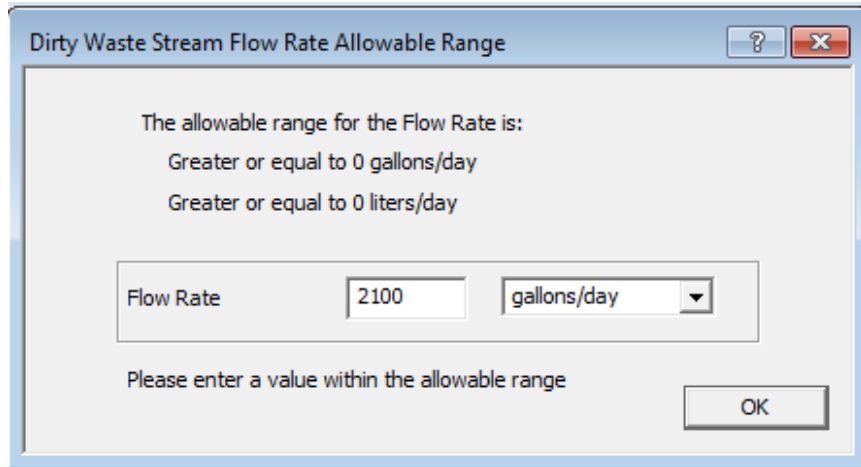 Dirty Waste Stream Flow Rate Allowable Range
The allowable range for the Flow Rate is:
Greater or equal to 0 gallons/day
Greater or equal to 0 liters/day
Flow Rate 2100 gallons/day
Please enter a value within the allowable range
OK